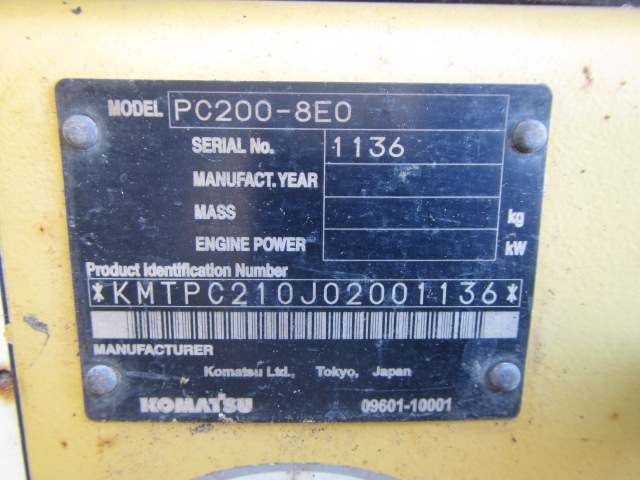 MODEL PC200-8E0
SERIAL No. 1136
MANUFACT.YEAR
MASS kg
ENGINE POWER kW
Product Identification Number
*KMTPC210J02001136*
MANUFACTURER
Komatsu Ltd., Tokyo, Japan
KOMATSU 09601-10001